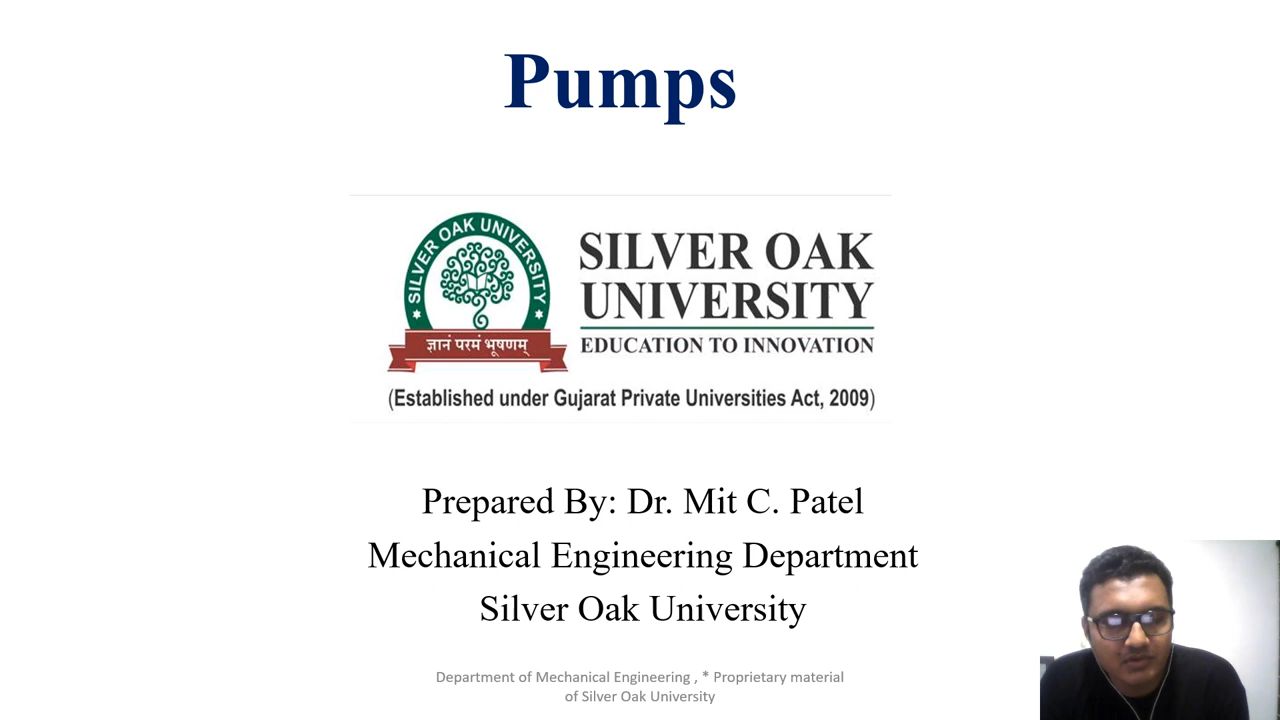 Pumps
SILVER OAK UNIVERSITY
ज्ञानं परमं भूषणम्
SILVER OAK
UNIVERSITY
EDUCATION TO INNOVATION
(Established under Gujarat Private Universities Act, 2009)
Prepared By: Dr. Mit C. Patel
Mechanical Engineering Department
Silver Oak University
Department of Mechanical Engineering , * Proprietary material
of Silver Oak University